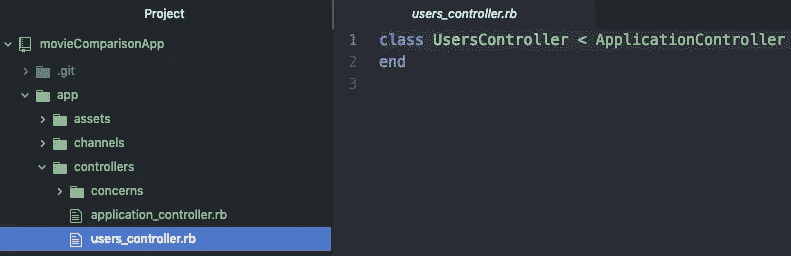 Project
movieComparisonApp
.git
app
assets
channels
controllers
concerns
application_controller.rb
users_controller.rb
users_controller.rb
1 class UsersController < ApplicationController
2 end
3